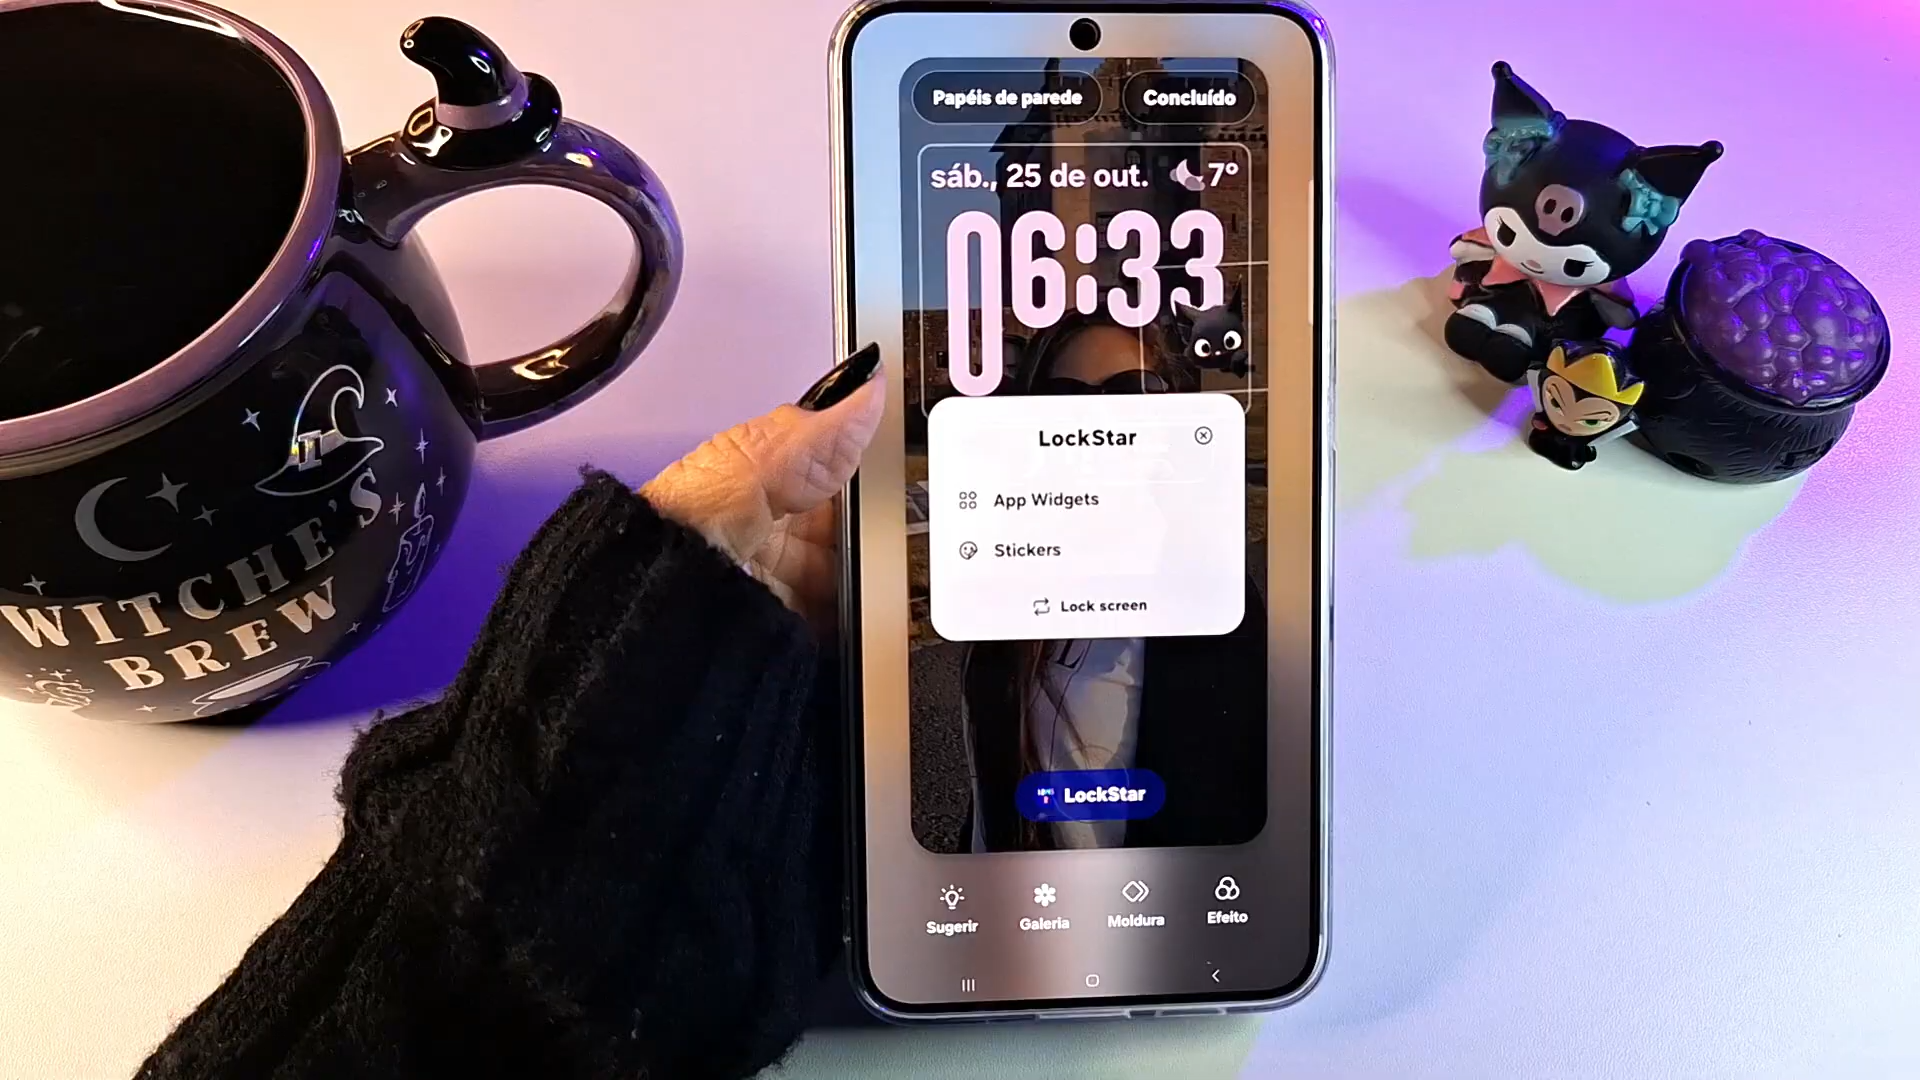 WITCHE'S
BREW
Papéis de parede
Concluído
sáb., 25 de out.
7°
06:33
LockStar
App Widgets
Stickers
Lock screen
LockStar
Sugerir
Galeria
Moldura
Efeito